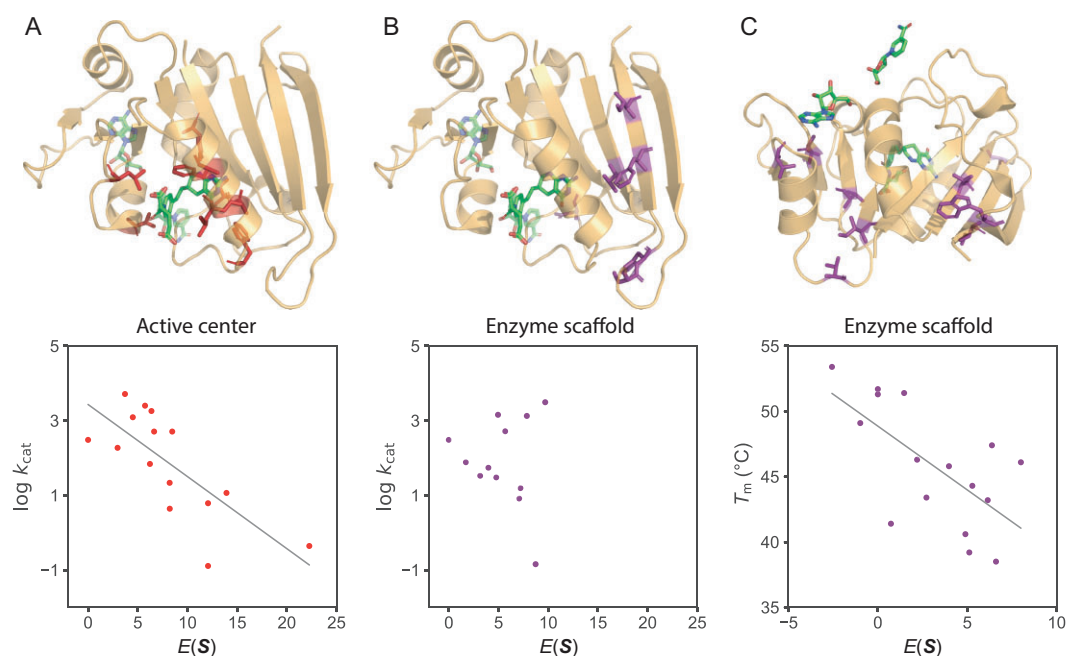 A
B
C
Active center
Enzyme scaffold
Enzyme scaffold
5
3
1
−1
log kcat
0 5 10 15 20 25
E(S)
5
3
1
−1
log kcat
0 5 10 15 20 25
E(S)
55
50
45
40
35
Tm (°C)
−5 0 5 10
E(S)